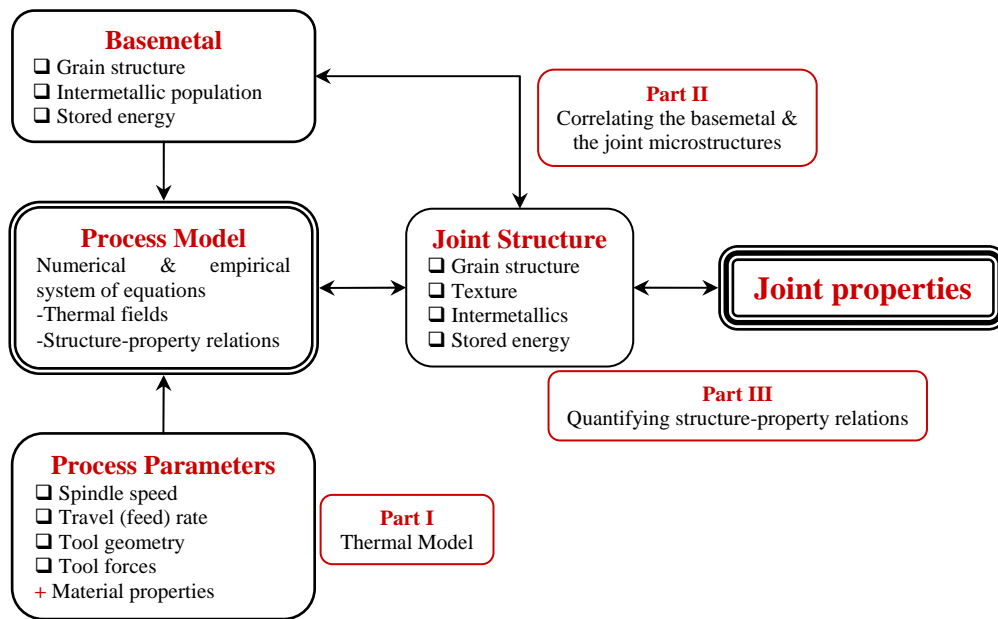 Basemetal
❑ Grain structure
❑ Intermetallic population
❑ Stored energy
Part II
Correlating the basemetal &
the joint microstructures
Process Model
Numerical & empirical
system of equations
-Thermal fields
-Structure-property relations
Joint Structure
❑ Grain structure
❑ Texture
❑ Intermetallics
❑ Stored energy
Joint properties
Part III
Quantifying structure-property relations
Process Parameters
❑ Spindle speed
❑ Travel (feed) rate
❑ Tool geometry
❑ Tool forces
+ Material properties
Part I
Thermal Model